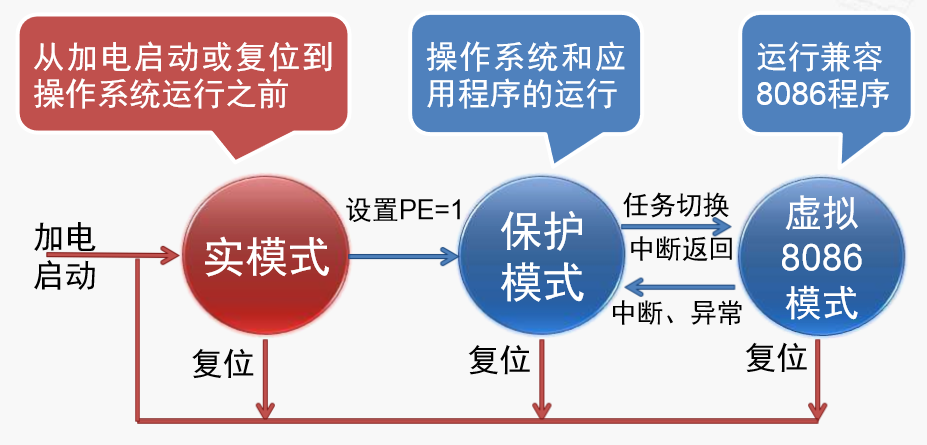 从加电启动或复位到
操作系统运行之前
操作系统和应
用程序的运行
运行兼容
8086程序
加电
启动
实模式
设置PE=1
保护
模式
任务切换
中断返回
中断、异常
虚拟
8086
模式
复位
复位
复位